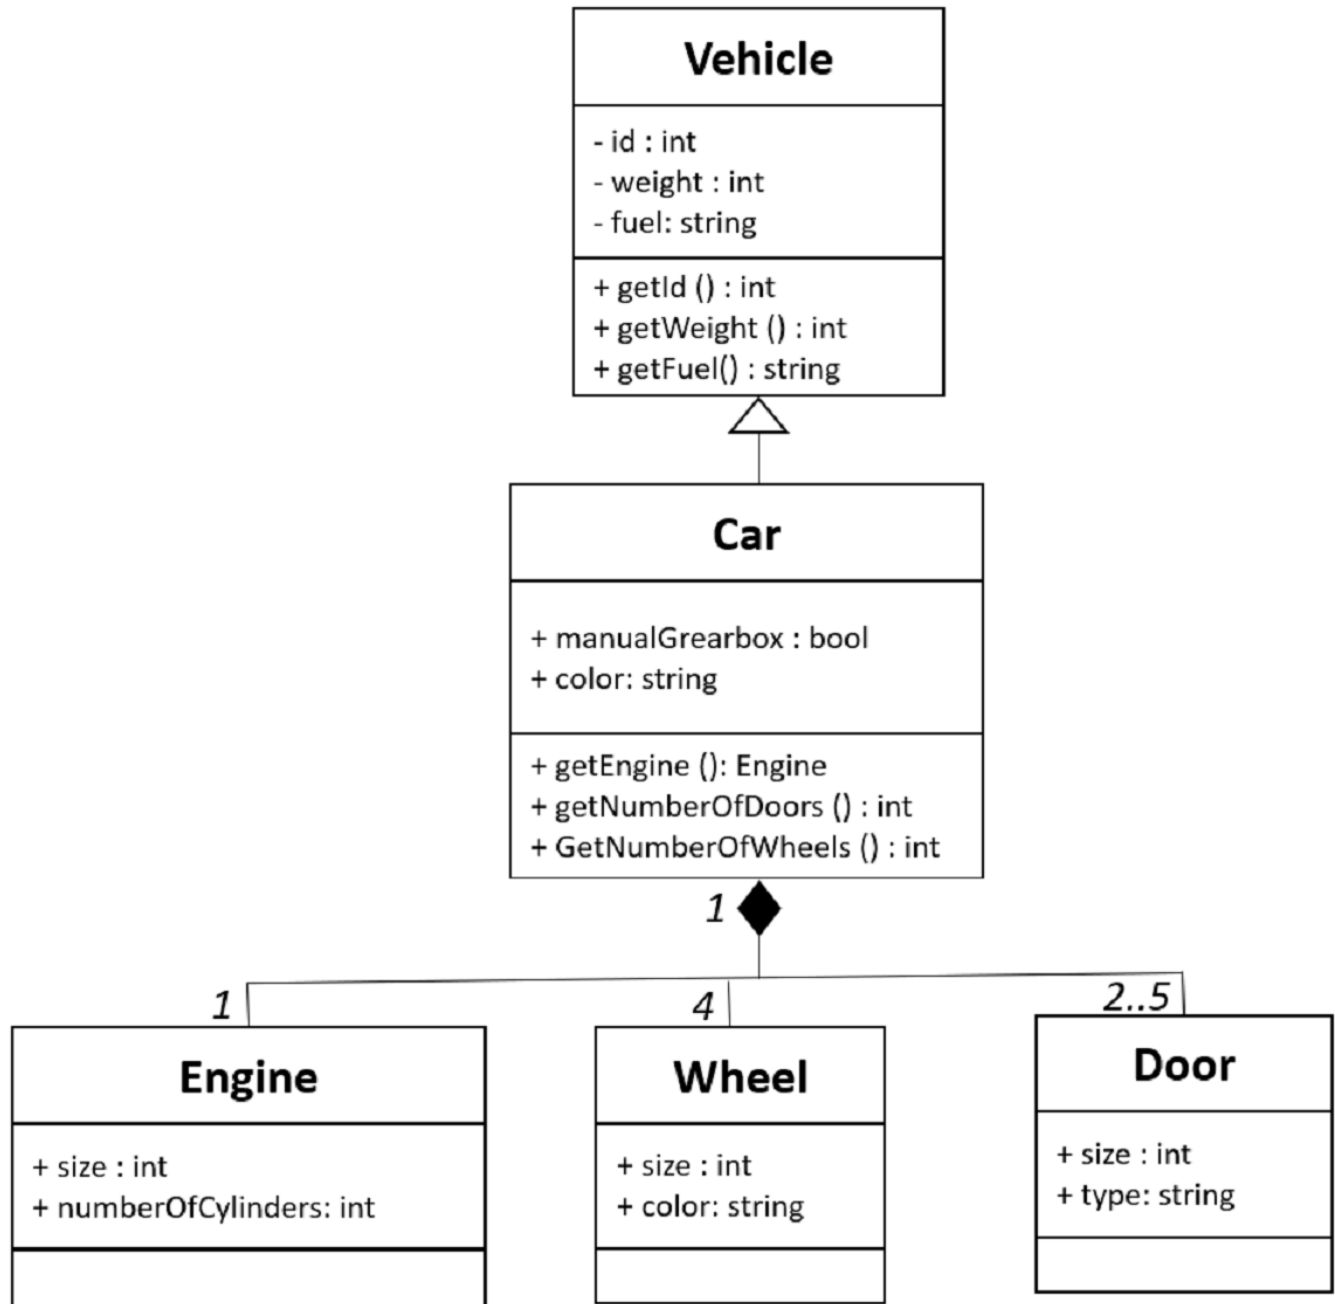 Vehicle
- id : int
- weight : int
- fuel: string
+ getId () : int
+ getWeight () : int
+ getFuel() : string
Car
+ manualGrearbox : bool
+ color: string
+ getEngine (): Engine
+ getNumberOfDoors () : int
+ GetNumberOfWheels () : int
1
1
4
2..5
Engine
+ size : int
+ numberOfCylinders: int
Wheel
+ size : int
+ color: string
Door
+ size : int
+ type: string